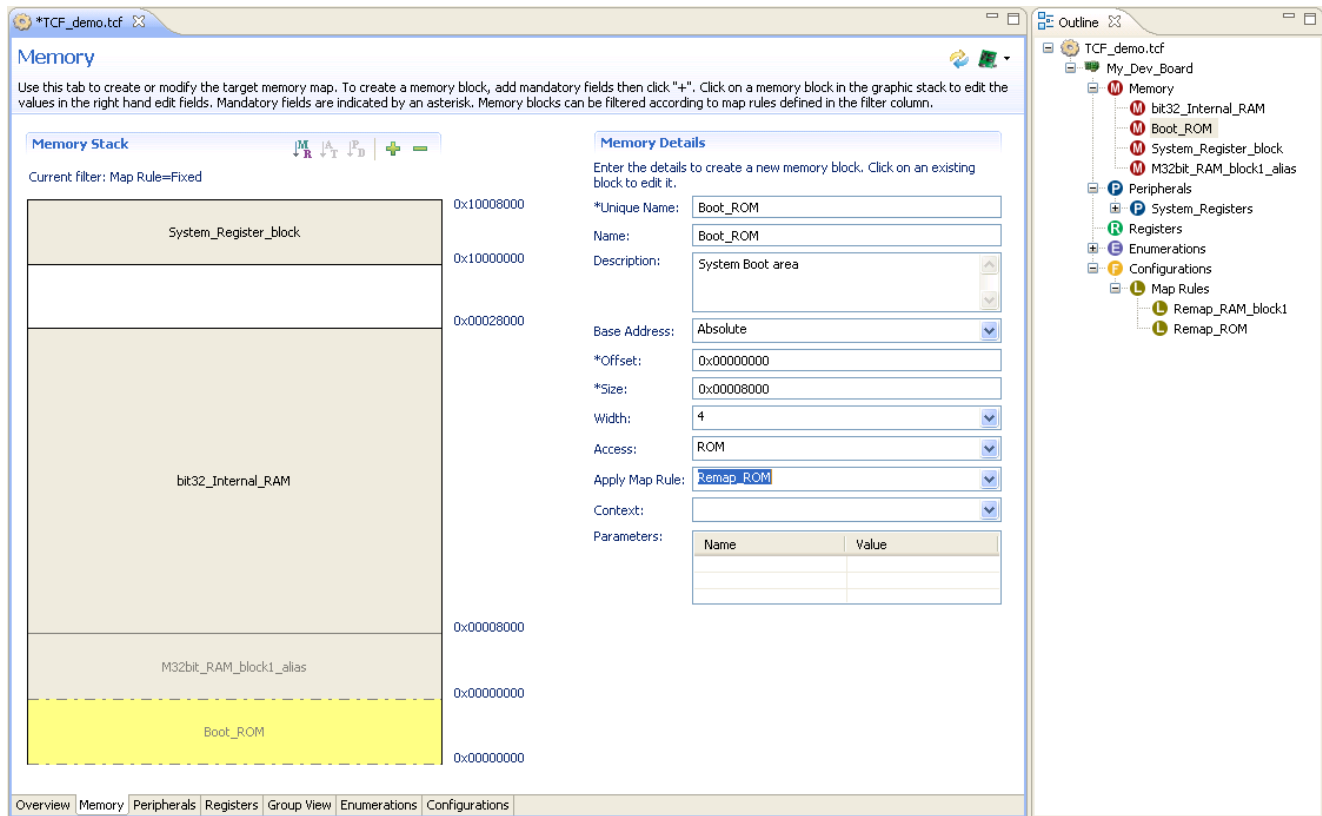 *TCF_demo.tcf
Memory
Use this tab to create or modify the target memory map. To create a memory block, add mandatory fields then click "+". Click on a memory block in the graphic stack to edit the
values in the right hand edit fields. Mandatory fields are indicated by an asterisk. Memory blocks can be filtered according to map rules defined in the filter column.
Memory Stack
M R A T P D
Current filter: Map Rule=Fixed
0x10008000
System_Register_block
0x10000000
0x00028000
bit32_Internal_RAM
0x00008000
M32bit_RAM_block1_alias
0x00000000
Boot_ROM
0x00000000
Memory Details
Enter the details to create a new memory block. Click on an existing
block to edit it.
*Unique Name: Boot_ROM
Name: Boot_ROM
Description: System Boot area
Base Address: Absolute
*Offset: 0x00000000
*Size: 0x00008000
Width: 4
Access: ROM
Apply Map Rule: Remap_ROM
Context:
Parameters:
Name Value
Overview Memory Peripherals Registers Group View Enumerations Configurations
Outline
TCF_demo.tcf
My_Dev_Board
M Memory
M bit32_Internal_RAM
M Boot_ROM
M System_Register_block
M M32bit_RAM_block1_alias
P Peripherals
P System_Registers
R Registers
E Enumerations
F Configurations
L Map Rules
L Remap_RAM_block1
L Remap_ROM